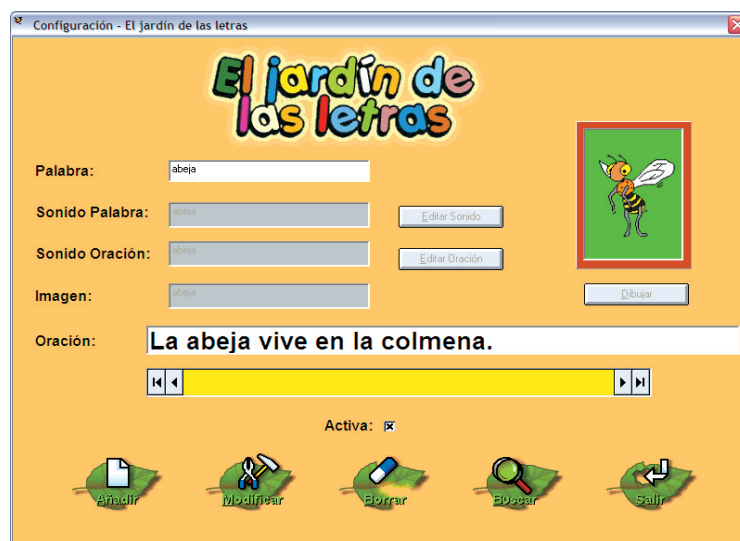 Configuración - El jardín de las letras
El jardín de
las letras
Palabra: abeja
Sonido Palabra: abeja Editar Sonido
Sonido Oración: abeja Editar Oración
Imagen: abeja Dibujar
Oración: La abeja vive en la colmena.
Activa:
Añadir Modificar Borrar Buscar Salir